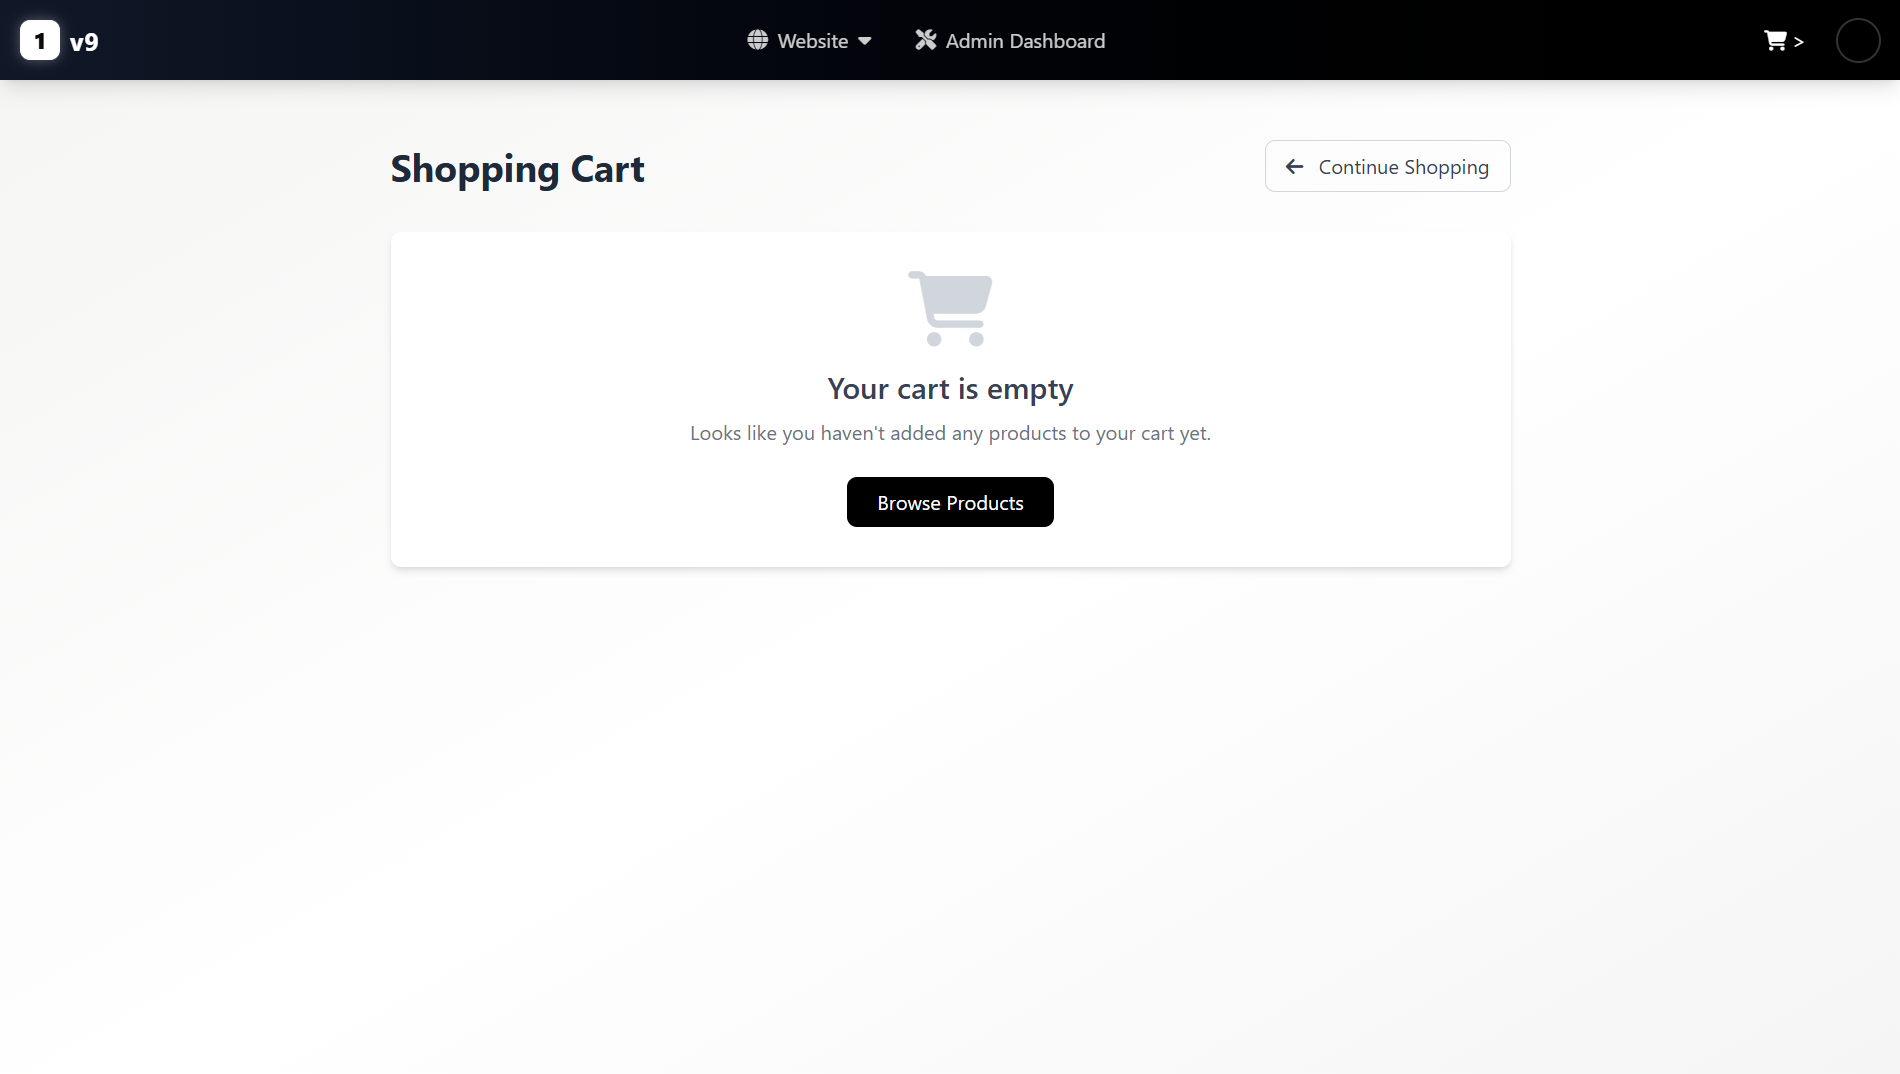 1 v9
Website
Admin Dashboard
>
Shopping Cart
Continue Shopping
Your cart is empty
Looks like you haven't added any products to your cart yet.
Browse Products